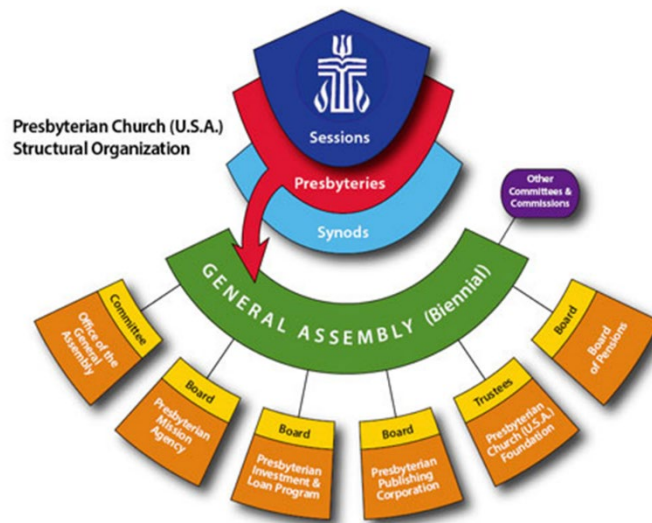 Presbyterian Church (U.S.A.)
Structural Organization
Sessions
Presbyteries
Synods
Other
Committees &
Commissions
GENERAL ASSEMBLY (Biennial)
Committee
Office of the
General
Assembly
Board
Presbyterian
Mission
Agency
Board
Presbyterian
Investment &
Loan Program
Board
Presbyterian
Publishing
Corporation
Trustees
Presbyterian
Church (U.S.A.)
Foundation
Board
Board
of Pensions